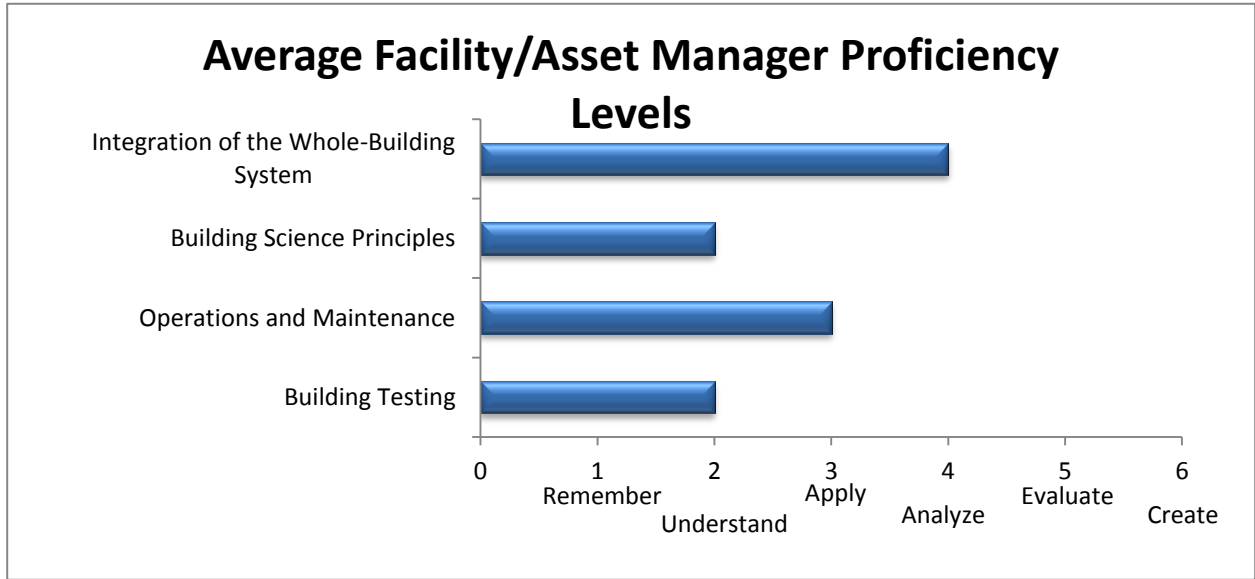 Average Facility/Asset Manager Proficiency
Levels
Integration of the Whole-Building
System
Building Science Principles
Operations and Maintenance
Building Testing
0 1 2 3 4 5 6
Remember Understand Apply Analyze Evaluate Create